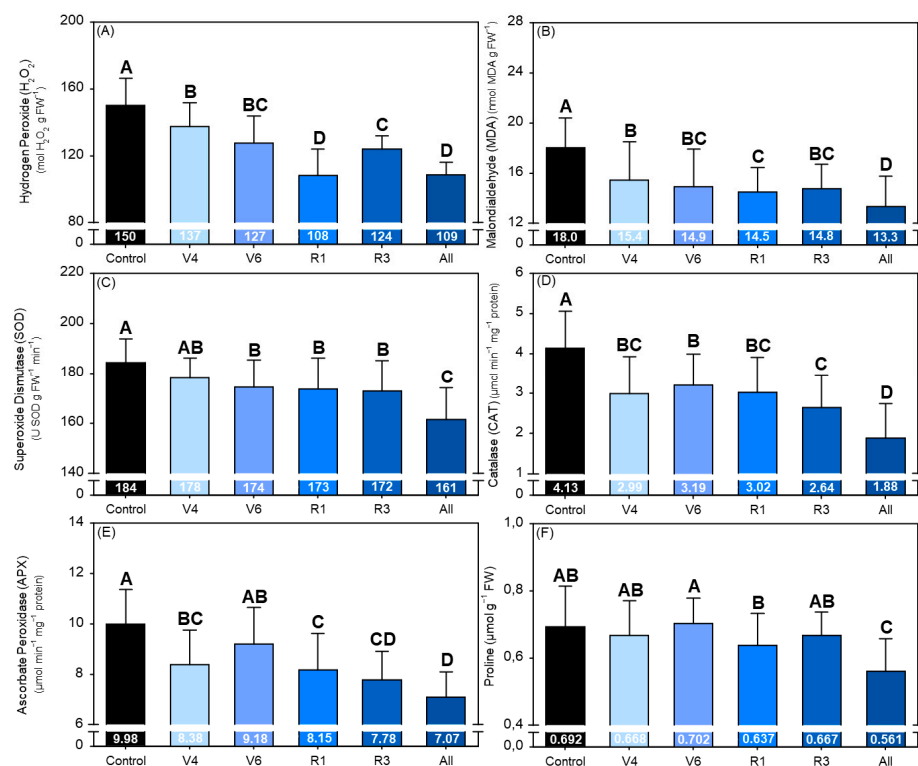 (A)
Hydrogen Peroxide (H2O2)
(mol H2O2 g FW−1)
200
160
120
80
0
A
B
BC
D
C
D
150
137
127
108
124
109
Control
V4
V6
R1
R3
All
(B)
Malondialdehyde (MDA) (nmol MDA g FW−1)
28
24
20
16
12
0
A
B
BC
C
BC
D
18.0
15.4
14.9
14.5
14.8
13.3
Control
V4
V6
R1
R3
All
(C)
Superoxide Dismutase (SOD)
(U SOD g FW−1 min−1)
220
200
180
160
140
0
A
AB
B
B
B
C
184
178
174
173
172
161
Control
V4
V6
R1
R3
All
(D)
Catalase (CAT) (μmol min−1 mg−1 protein)
6
5
4
3
2
1
0
A
BC
B
BC
C
D
4.13
2.99
3.19
3.02
2.64
1.88
Control
V4
V6
R1
R3
All
(E)
Ascorbate Peroxidase (APX)
(μmol min−1 mg−1 protein)
14
12
10
8
6
0
A
BC
AB
C
CD
D
9.98
8.38
9.18
8.15
7.78
7.07
Control
V4
V6
R1
R3
All
(F)
Proline (μmol g−1 FW)
1,0
0,8
0,6
0,4
0,0
AB
AB
A
B
AB
C
0.692
0.668
0.702
0.637
0.667
0.561
Control
V4
V6
R1
R3
All